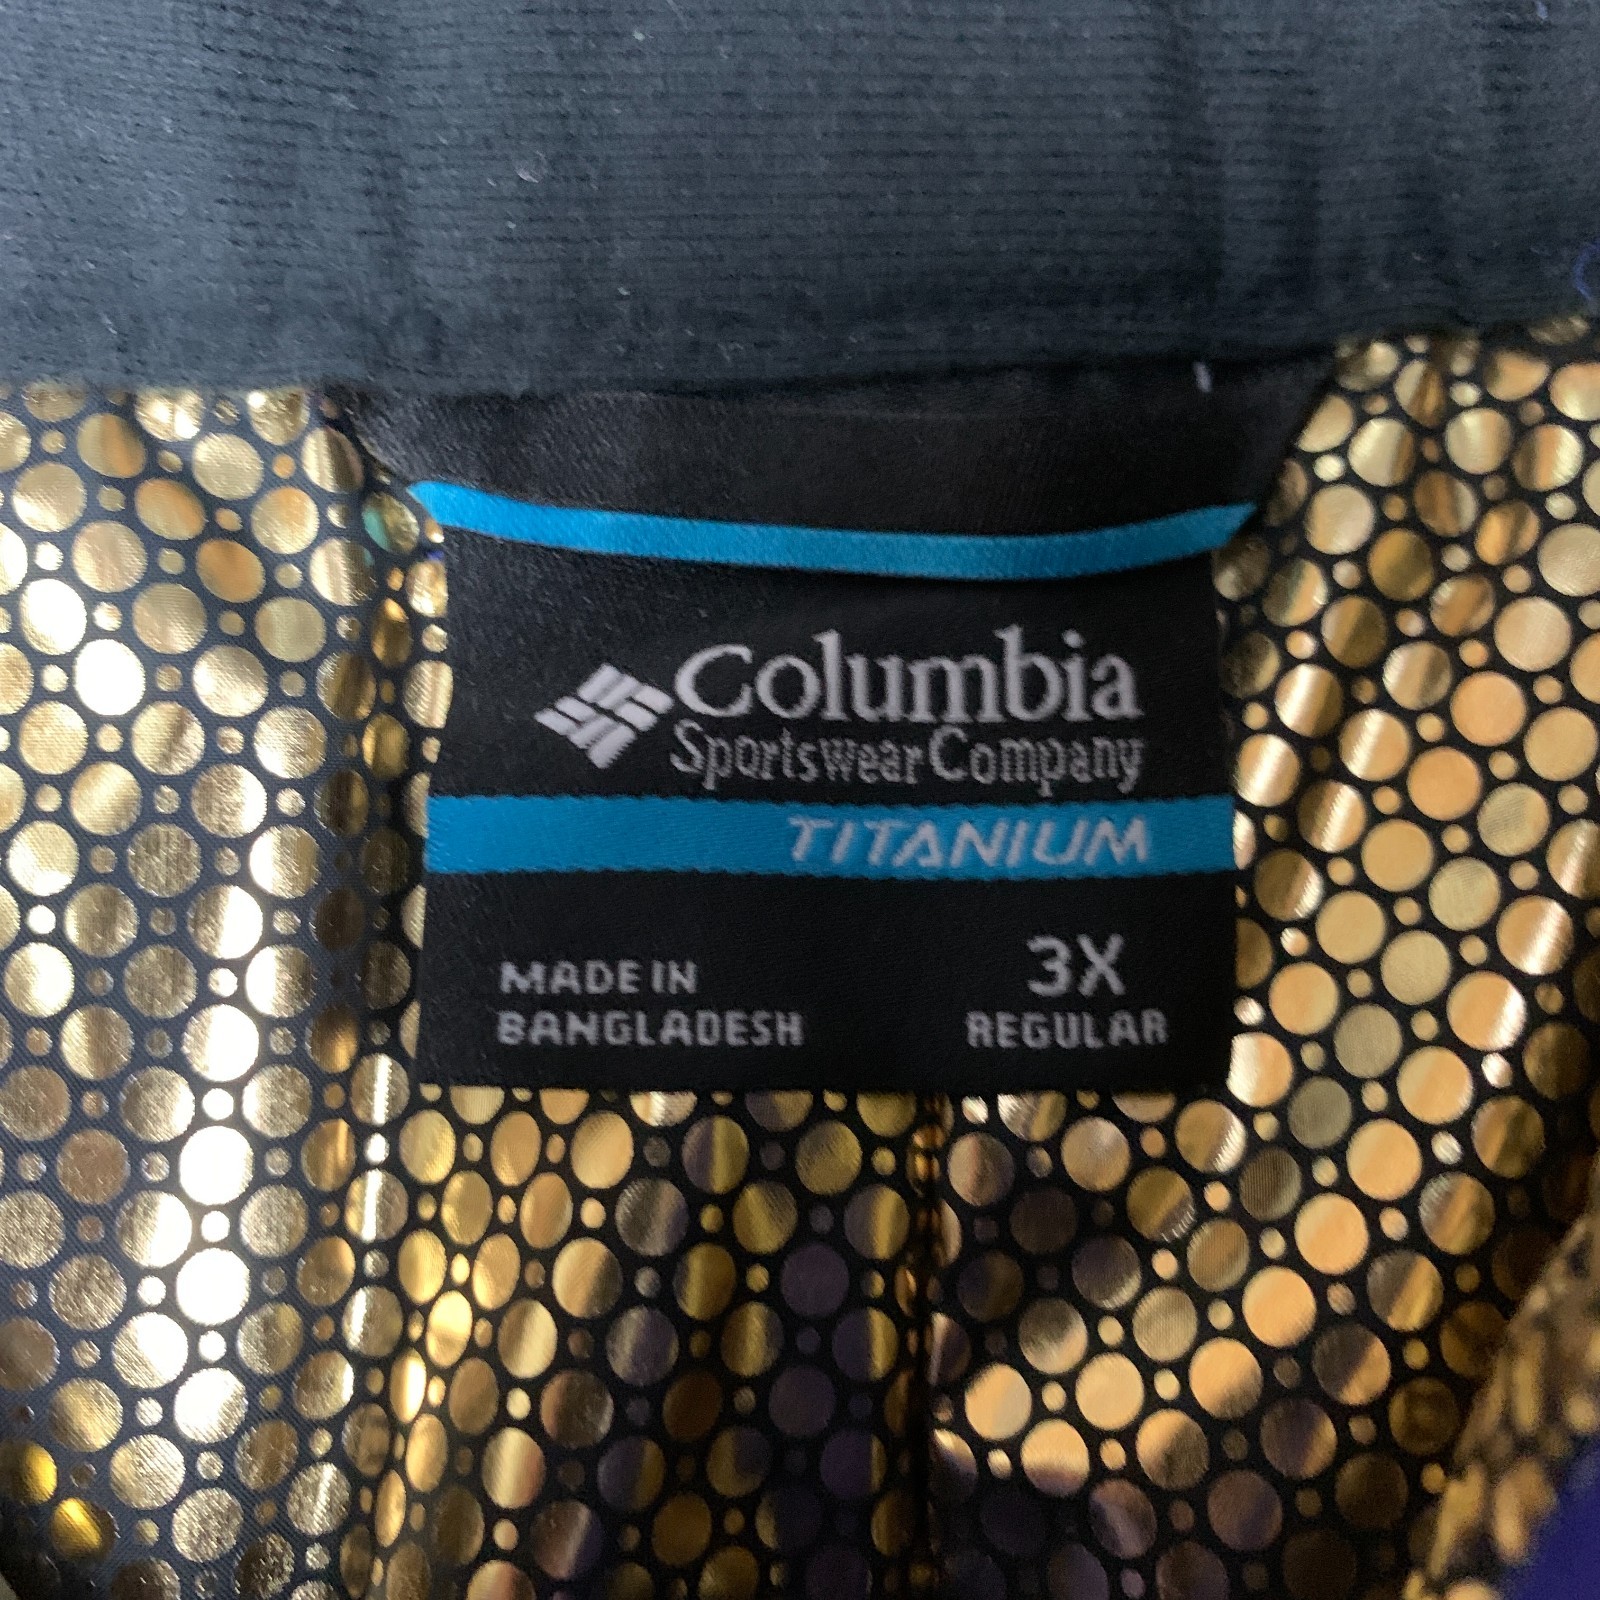 Columbia
Sportswear Company
TITANIUM
MADE IN
BANGLADESH
3X
REGULAR